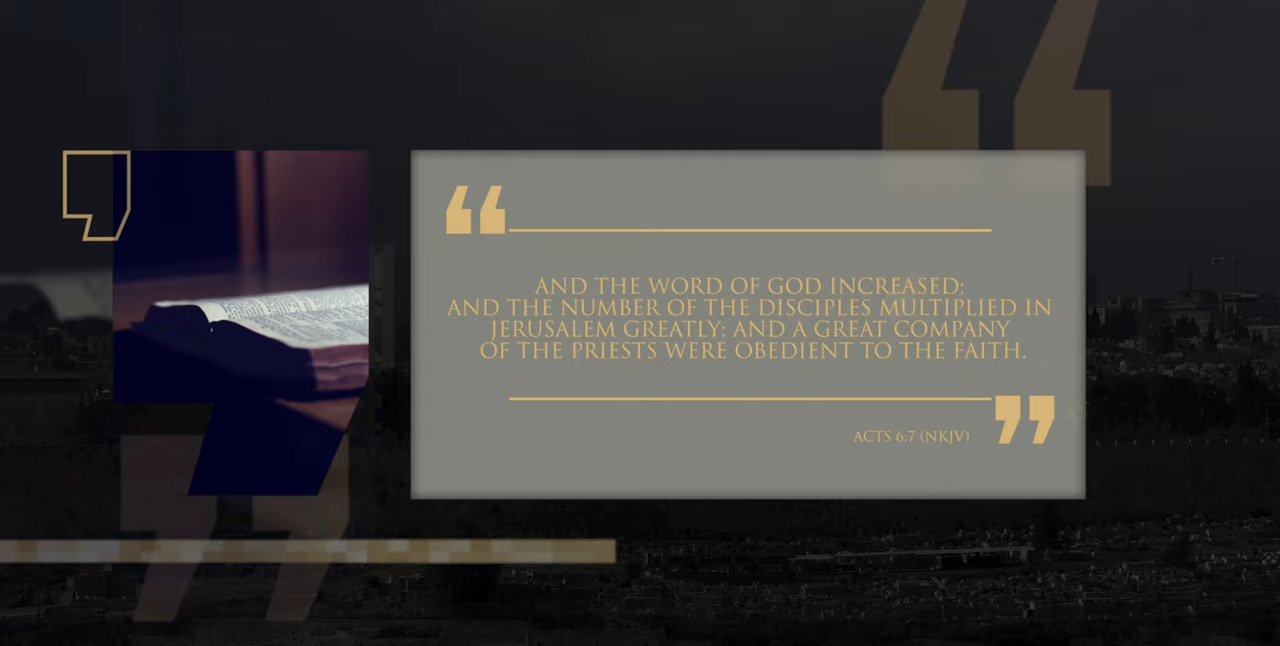 AND THE WORD OF GOD INCREASED;
AND THE NUMBER OF THE DISCIPLES MULTIPLIED IN
JERUSALEM GREATLY; AND A GREAT COMPANY
OF THE PRIESTS WERE OBEDIENT TO THE FAITH.
ACTS 6:7 (NKJV)